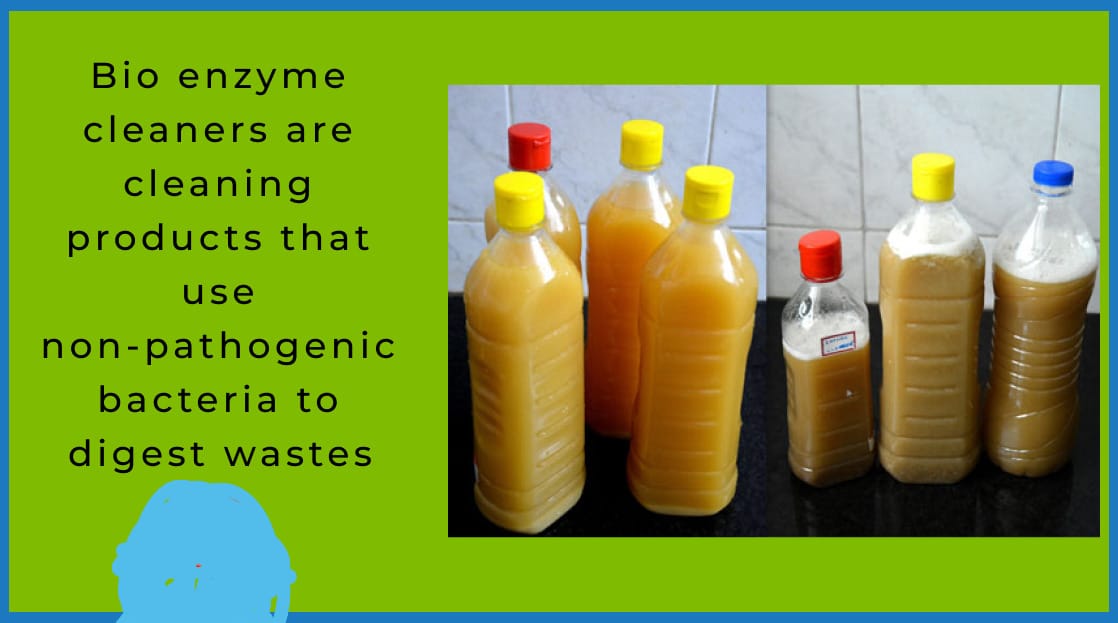 Bio enzyme
cleaners are
cleaning
products that
use
non-pathogenic
bacteria to
digest wastes